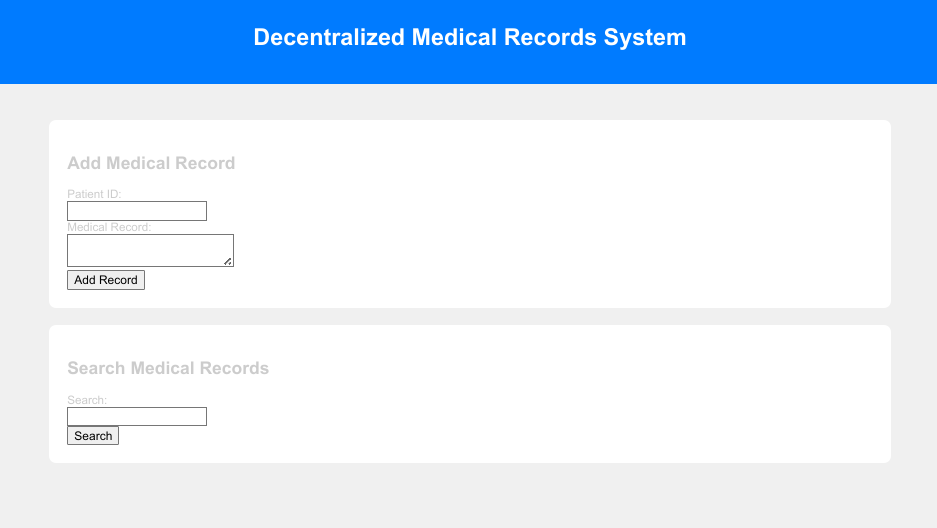 Decentralized Medical Records System
Add Medical Record
Patient ID:
Medical Record:
Add Record
Search Medical Records
Search:
Search